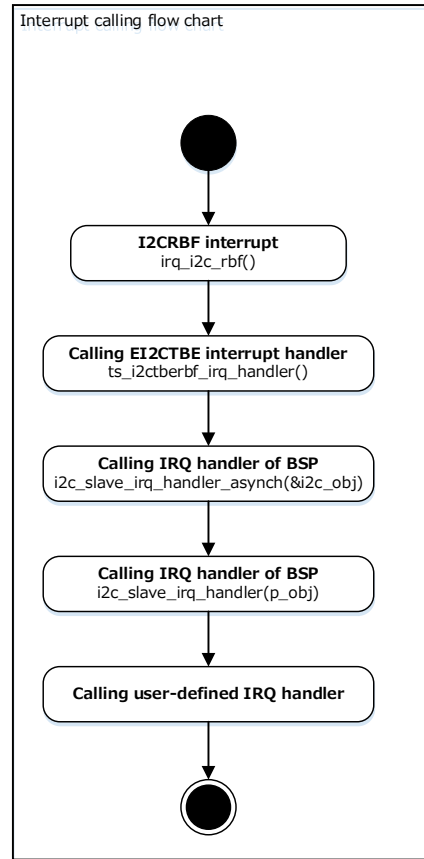 Interrupt calling flow chart
I2CRBF interrupt
irq_i2c_rbf()
Calling EI2CTBE interrupt handler
ts_i2ctberbf_irq_handler()
Calling IRQ handler of BSP
i2c_slave_irq_handler_asynch(&i2c_obj)
Calling IRQ handler of BSP
i2c_slave_irq_handler(p_obj)
Calling user-defined IRQ handler